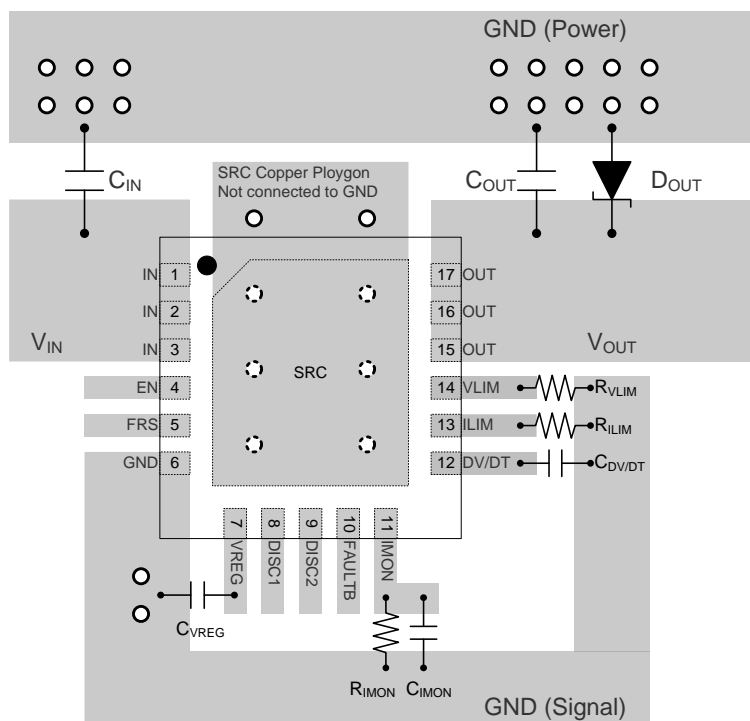 GND (Power)
CIN
SRC Copper Ploygon
Not connected to GND
COUT
DOUT
IN 1
17 OUT
IN 2
16 OUT
IN 3
15 OUT
VIN
VOUT
SRC
EN 4
14 VLIM
RVLIM
FRS 5
13 ILIM
RILIM
GND 6
12 DV/DT
CDV/DT
7 VREG
8 DISC1
9 DISC2
10 FAULTB
11 IMON
CVREG
RIMON
CIMON
GND (Signal)